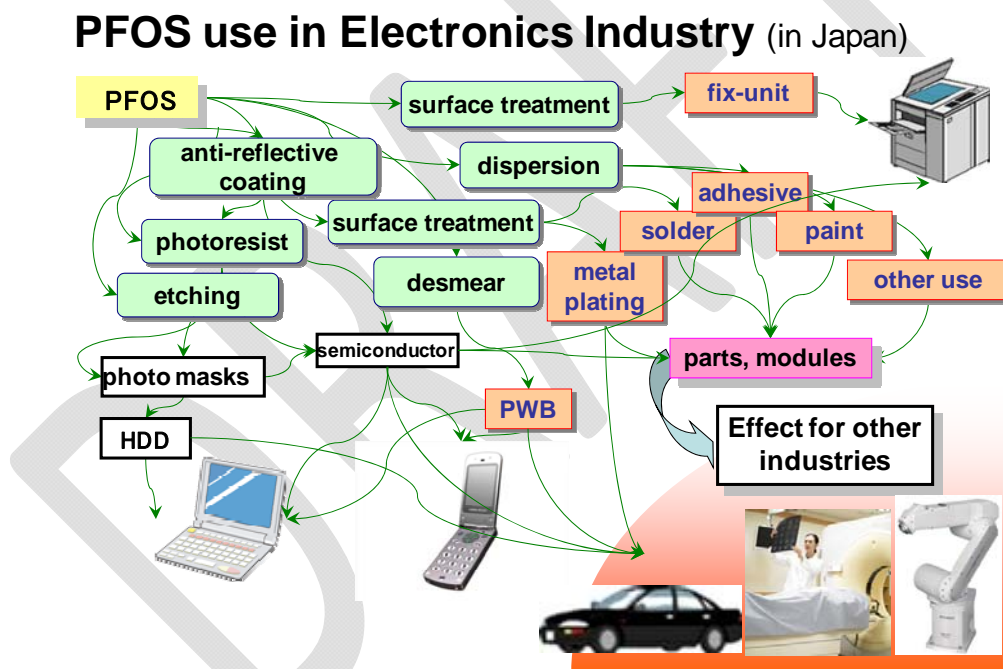 PFOS use in Electronics Industry (in Japan)
PFOS
surface treatment
fix-unit
anti-reflective
coating
dispersion
adhesive
surface treatment
solder
paint
photoresist
metal
plating
desmear
other use
etching
semiconductor
parts, modules
photo masks
PWB
HDD
Effect for other
industries
DRAFT